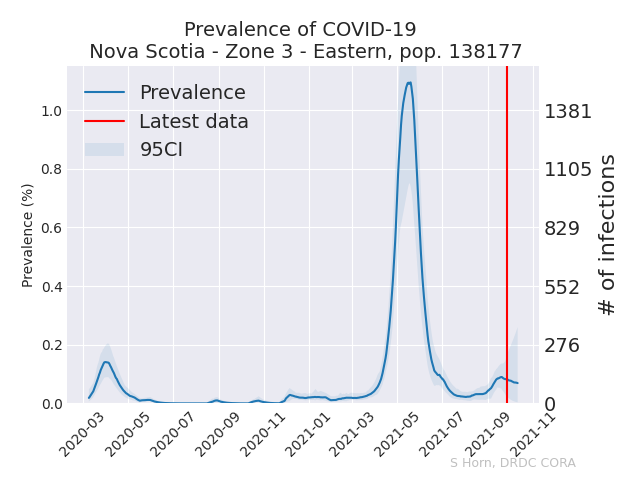 Prevalence of COVID-19
Nova Scotia - Zone 3 - Eastern, pop. 138177
Prevalence
Latest data
95CI
Prevalence (%)
1.0
0.8
0.6
0.4
0.2
0.0
1381
1105
829
552
276
0
# of infections
2020-03
2020-05
2020-07
2020-09
2020-11
2021-01
2021-03
2021-05
2021-07
2021-09
2021-11
S Horn, DRDC CORA